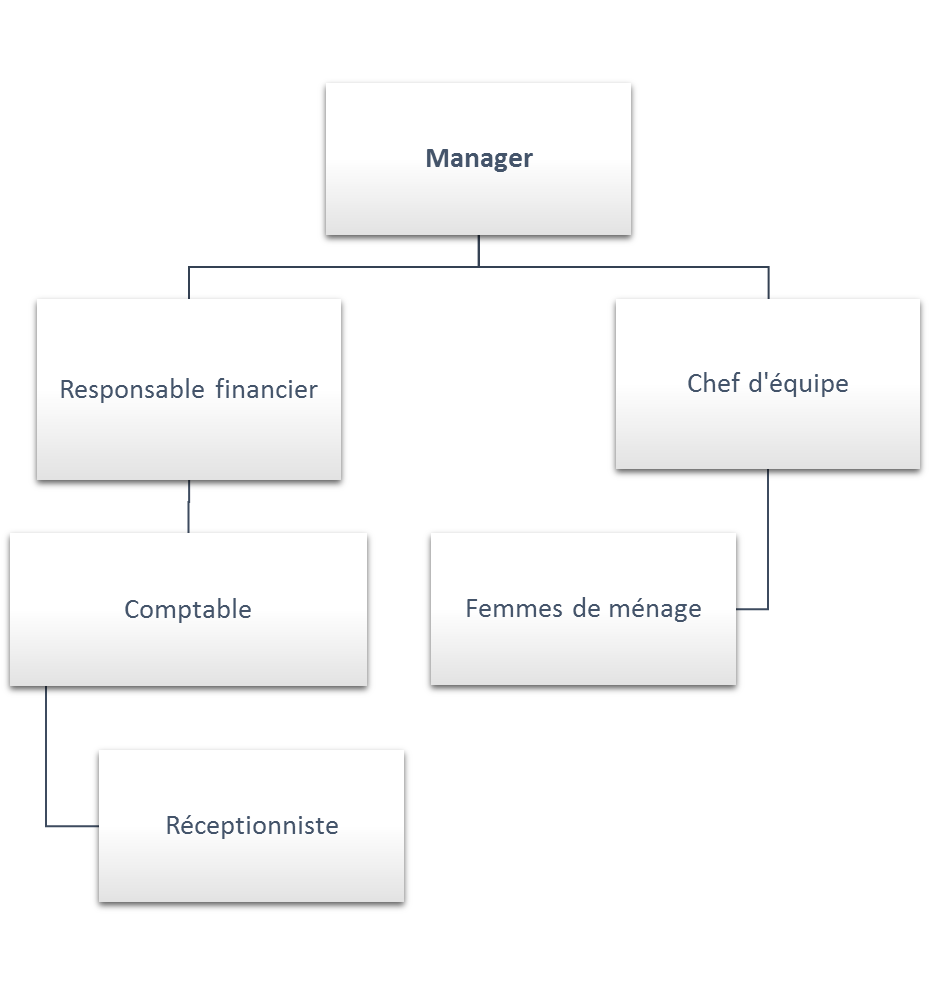 Manager
Responsable financier
Chef d'équipe
Comptable
Femmes de ménage
Réceptionniste